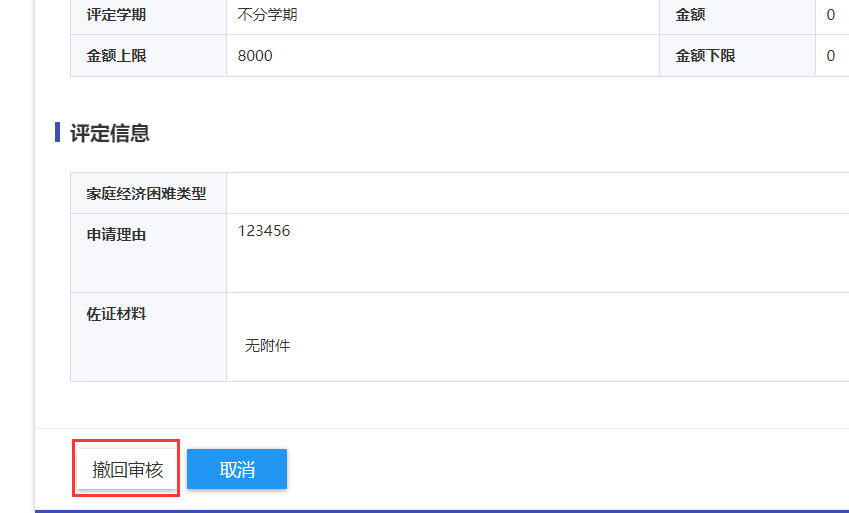 评定学期 不分学期 金额 0
金额上限 8000 金额下限 0
评定信息
家庭经济困难类型
申请理由 123456
佐证材料
无附件
撤回审核 取消